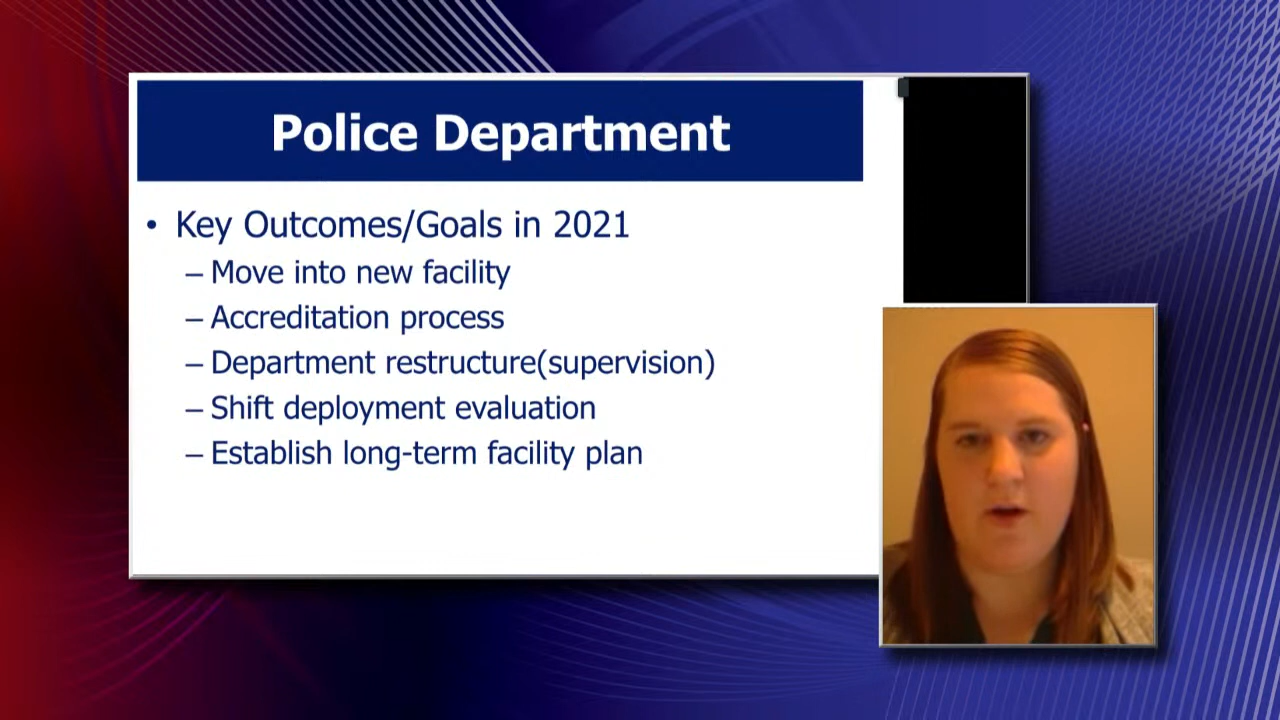 Police Department
• Key Outcomes/Goals in 2021
– Move into new facility
– Accreditation process
– Department restructure(supervision)
– Shift deployment evaluation
– Establish long-term facility plan